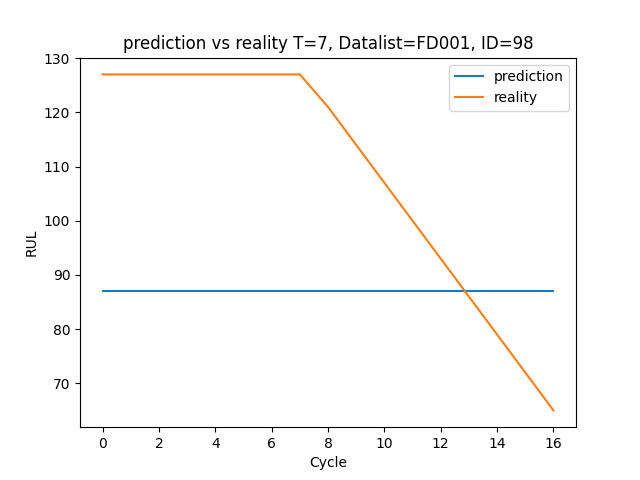 prediction vs reality T=7, Datalist=FD001, ID=98
130
120
110
100
90
80
70
RUL
prediction
reality
0 2 4 6 8 10 12 14 16
Cycle